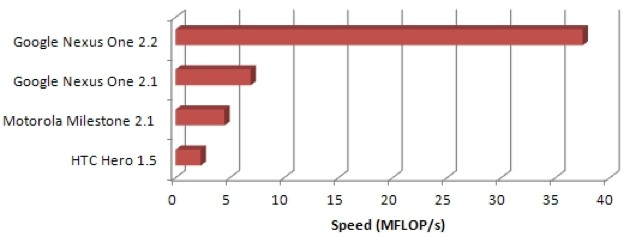 Google Nexus One 2.2
Google Nexus One 2.1
Motorola Milestone 2.1
HTC Hero 1.5
0 5 10 15 20 25 30 35 40
Speed (MFLOP/s)